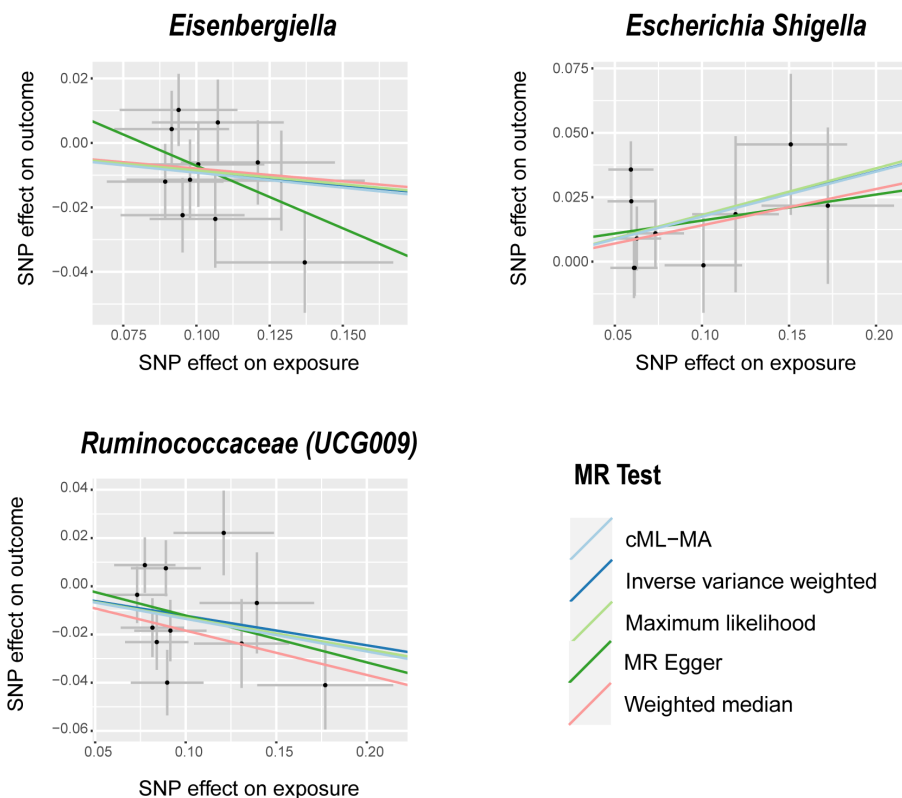 Eisenbergiella
SNP effect on outcome
0.02
0.00
−0.02
−0.04
0.075
0.100
0.125
0.150
SNP effect on exposure
Escherichia Shigella
SNP effect on outcome
0.075
0.050
0.025
0.000
0.05
0.10
0.15
0.20
SNP effect on exposure
Ruminococcaceae (UCG009)
SNP effect on outcome
0.04
0.02
0.00
−0.02
−0.04
−0.06
0.05
0.10
0.15
0.20
SNP effect on exposure
MR Test
cML−MA
Inverse variance weighted
Maximum likelihood
MR Egger
Weighted median